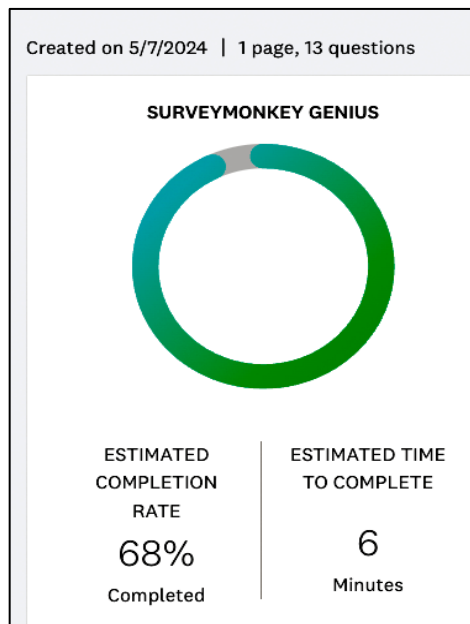 Created on 5/7/2024 | 1 page, 13 questions
SURVEYMONKEY GENIUS
ESTIMATED
COMPLETION
RATE
68%
Completed
ESTIMATED TIME
TO COMPLETE
6
Minutes